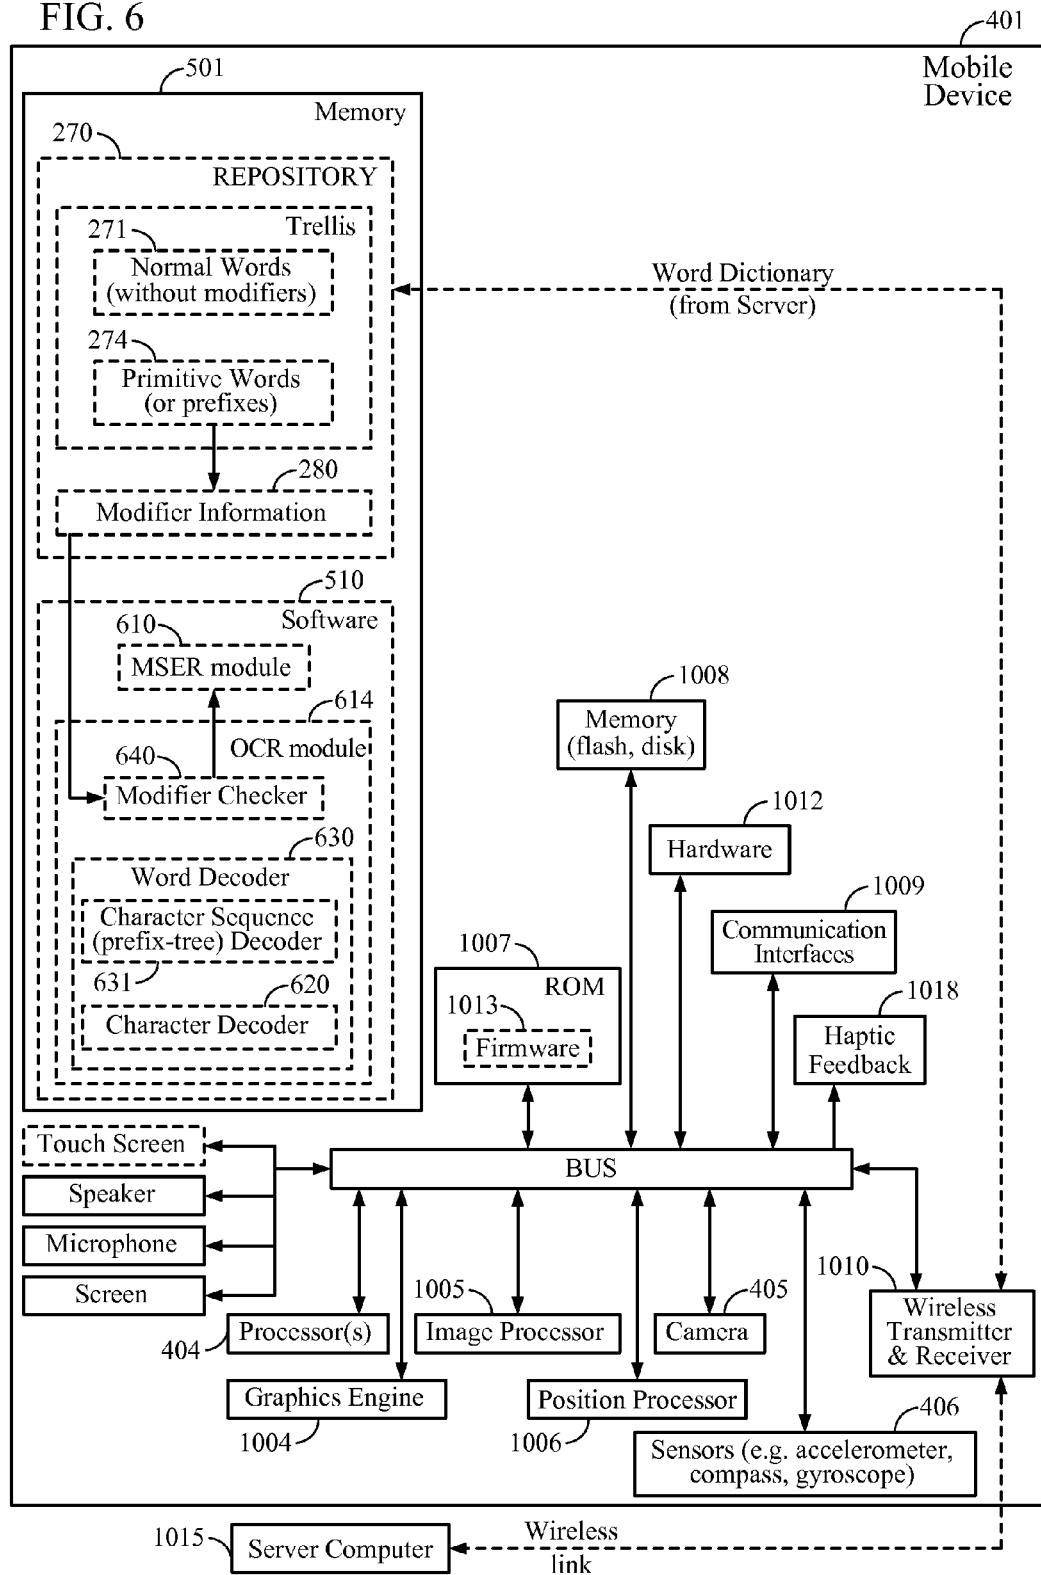 FIG. 6
401
Mobile
Device
501
Memory
270
REPOSITORY
Trellis
271
Normal Words
(without modifiers)
Word Dictionary
(from Server)
274
Primitive Words
(or prefixes)
280
Modifier Information
510
Software
610
MSER module
614
OCR module
640
Modifier Checker
630
Word Decoder
Character Sequence
(prefix-tree) Decoder
631
620
Character Decoder
1008
Memory
(flash, disk)
1012
Hardware
1009
Communication
Interfaces
1007
ROM
1013
Firmware
1018
Haptic
Feedback
Touch Screen
Speaker
Microphone
Screen
BUS
1010
Wireless
Transmitter
& Receiver
404
Processor(s)
1005
Image Processor
405
Camera
Graphics Engine
1004
Position Processor
1006
406
Sensors (e.g. accelerometer,
compass, gyroscope)
1015
Server Computer
Wireless
link